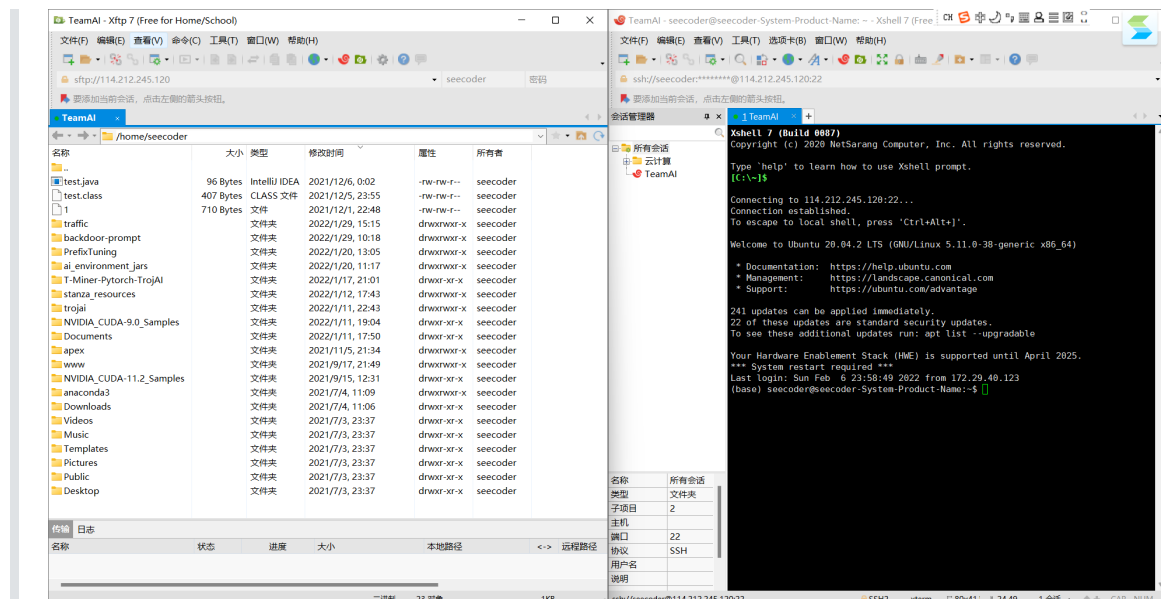 TeamAI - Xftp 7 (Free for Home/School)
文件(F) 编辑(E) 查看(V) 命令(C) 工具(T) 窗口(W) 帮助(H)
sftp://114.212.245.120 seecoder 密码
要添加当前会话，点击左侧的箭头按钮。
TeamAI ×
/home/seecoder
名称 大小 类型 修改时间 属性 所有者
..
test.java 96 Bytes IntelliJ IDEA 2021/12/6, 0:02 -rw-rw-r-- seecoder
test.class 407 Bytes CLASS 文件 2021/12/5, 23:55 -rw-rw-r-- seecoder
1 710 Bytes 文件 2021/12/1, 22:48 -rw-rw-r-- seecoder
traffic 文件夹 2022/1/29, 15:15 drwxrwxr-x seecoder
backdoor-prompt 文件夹 2022/1/29, 10:18 drwxrwxr-x seecoder
PrefixTuning 文件夹 2022/1/20, 13:05 drwxrwxr-x seecoder
ai_environment_jars 文件夹 2022/1/20, 11:17 drwxrwxr-x seecoder
T-Miner-Pytorch-TrojAI 文件夹 2022/1/17, 21:01 drwxr-xr-x seecoder
stanza_resources 文件夹 2022/1/12, 17:43 drwxrwxr-x seecoder
trojai 文件夹 2022/1/11, 22:43 drwxrwxr-x seecoder
NVIDIA_CUDA-9.0_Samples 文件夹 2022/1/11, 19:04 drwxr-xr-x seecoder
Documents 文件夹 2022/1/11, 17:50 drwxr-xr-x seecoder
apex 文件夹 2021/11/5, 21:34 drwxrwxr-x seecoder
www 文件夹 2021/9/17, 21:49 drwxrwxr-x seecoder
NVIDIA_CUDA-11.2_Samples 文件夹 2021/9/15, 12:31 drwxr-xr-x seecoder
anaconda3 文件夹 2021/7/4, 11:09 drwxrwxr-x seecoder
Downloads 文件夹 2021/7/4, 11:06 drwxr-xr-x seecoder
Videos 文件夹 2021/7/3, 23:37 drwxr-xr-x seecoder
Music 文件夹 2021/7/3, 23:37 drwxr-xr-x seecoder
Templates 文件夹 2021/7/3, 23:37 drwxr-xr-x seecoder
Pictures 文件夹 2021/7/3, 23:37 drwxr-xr-x seecoder
Public 文件夹 2021/7/3, 23:37 drwxr-xr-x seecoder
Desktop 文件夹 2021/7/3, 23:37 drwxr-xr-x seecoder
传输 日志
名称 状态 进度 大小 本地路径 <-> 远程路径
TeamAI - seecoder@seecoder-System-Product-Name: ~ - Xshell 7 (Free
CH 中
文件(F) 编辑(E) 查看(V) 工具(T) 选项卡(B) 窗口(W) 帮助(H)
ssh://seecoder:********@114.212.245.120:22
要添加当前会话，点击左侧的箭头按钮。
会话管理器
所有会话
云计算
TeamAI
名称 所有会话
类型 文件夹
子项目 2
主机
端口 22
协议 SSH
用户名
说明
1 TeamAI × +
Xshell 7 (Build 0087)
Copyright (c) 2020 NetSarang Computer, Inc. All rights reserved.
Type `help' to learn how to use Xshell prompt.
[C:\~]$
Connecting to 114.212.245.120:22...
Connection established.
To escape to local shell, press 'Ctrl+Alt+]'.
Welcome to Ubuntu 20.04.2 LTS (GNU/Linux 5.11.0-38-generic x86_64)
* Documentation: https://help.ubuntu.com
* Management: https://landscape.canonical.com
* Support: https://ubuntu.com/advantage
241 updates can be applied immediately.
22 of these updates are standard security updates.
To see these additional updates run: apt list --upgradable
Your Hardware Enablement Stack (HWE) is supported until April 2025.
*** System restart required ***
Last login: Sun Feb 6 23:58:49 2022 from 172.29.40.123
(base) seecoder@seecoder-System-Product-Name:~$